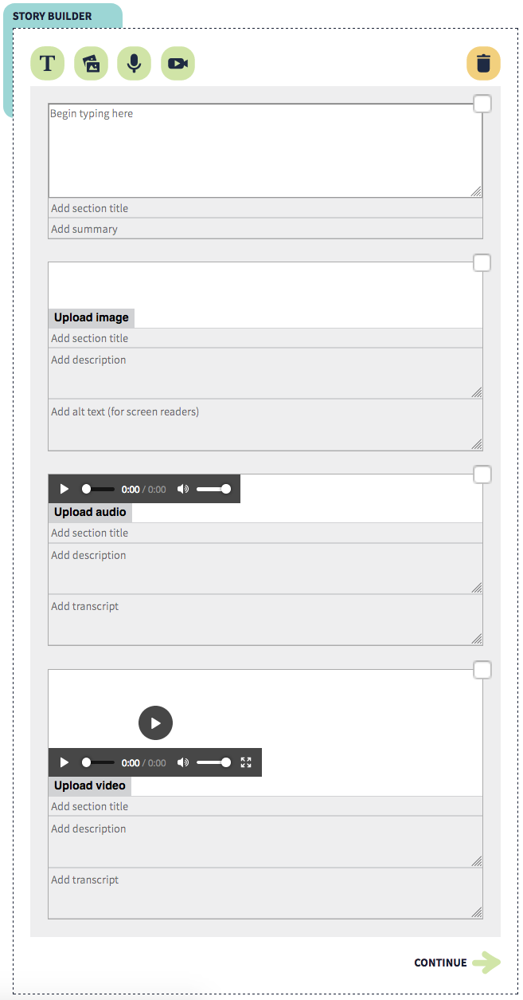 STORY BUILDER
T
Begin typing here
Add section title
Add summary
Upload image
Add section title
Add description
Add alt text (for screen readers)
0:00 / 0:00
Upload audio
Add section title
Add description
Add transcript
0:00 / 0:00
Upload video
Add section title
Add description
Add transcript
CONTINUE